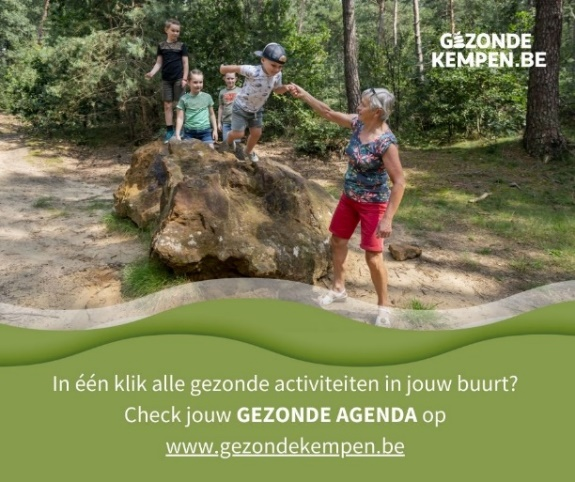 GEZONDE
KEMPEN.BE
In één klik alle gezonde activiteiten in jouw buurt?
Check jouw GEZONDE AGENDA op
www.gezondekempen.be